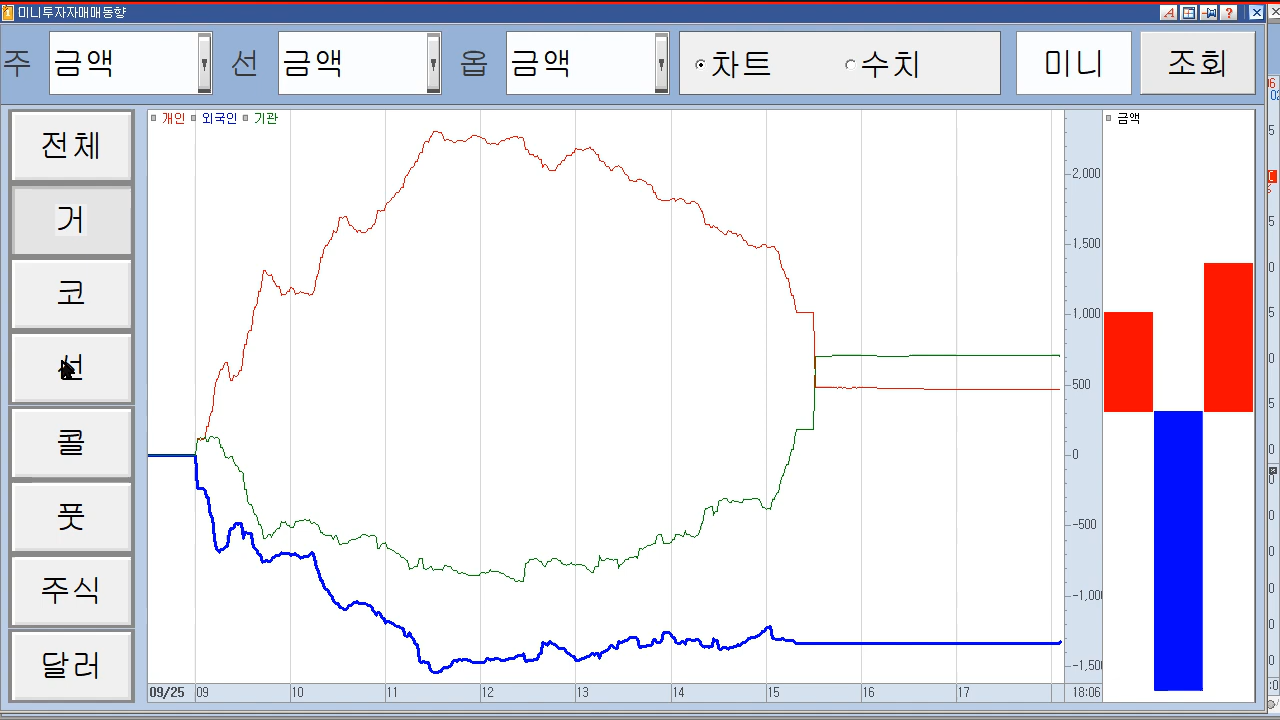 미니투자자매매동향
주 금액 선 금액 옵 금액 차트 수치 미니 조회
전체
거
코
선
콜
풋
주식
달러
개인 외국인 기관
금액
2,000
1,500
1,000
500
0
-500
-1,000
-1,500
09/25 09 10 11 12 13 14 15 16 17 18:06